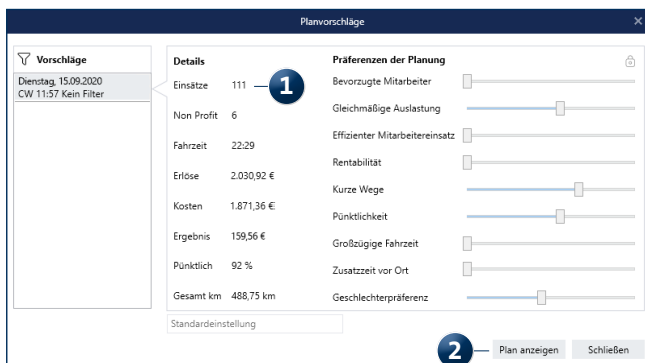 Planvorschläge
Vorschläge
Dienstag, 15.09.2020
CW 11:57 Kein Filter
Details
Einsätze 111
1
Non Profit 6
Fahrzeit 22:29
Erlöse 2.030,92 €
Kosten 1.871,36 €
Ergebnis 159,56 €
Pünktlich 92 %
Gesamt km 488,75 km
Standardeinstellung
Präferenzen der Planung
Bevorzugte Mitarbeiter
Gleichmäßige Auslastung
Effizienter Mitarbeitereinsatz
Rentabilität
Kurze Wege
Pünktlichkeit
Großzügige Fahrzeit
Zusatzzeit vor Ort
Geschlechterpräferenz
2
Plan anzeigen
Schließen